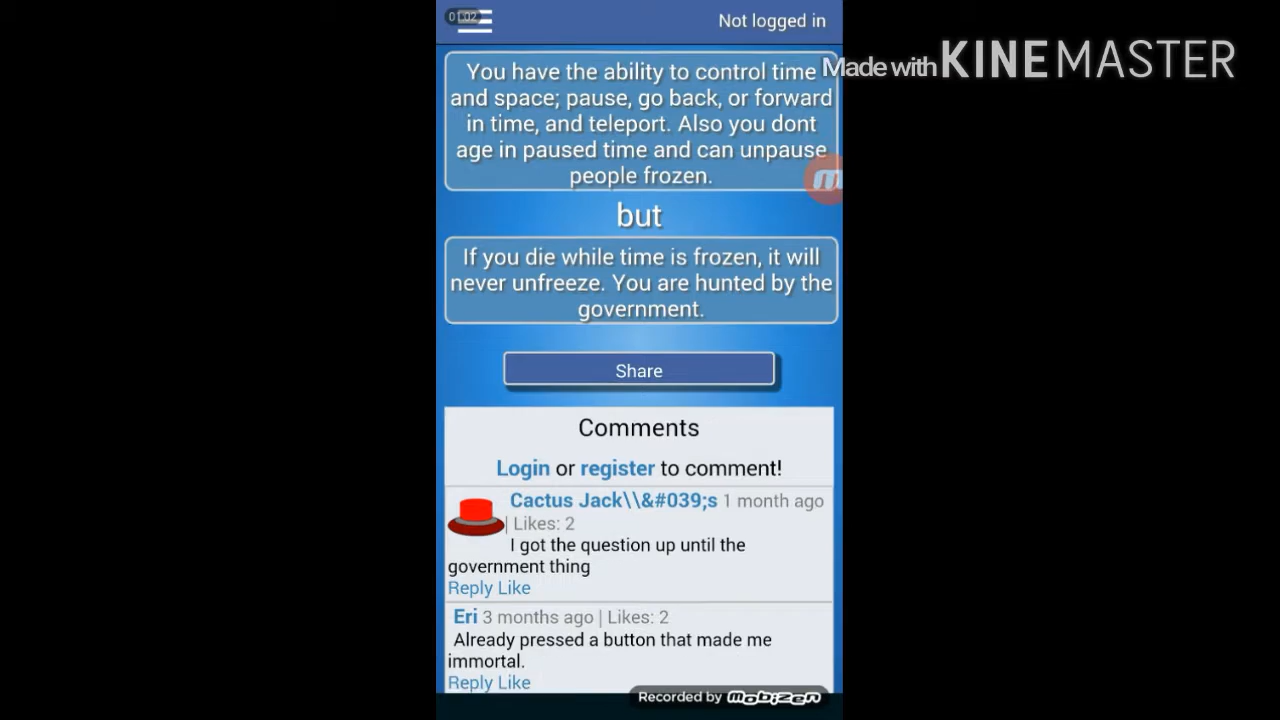 01:02
Not logged in
Made with KINEMASTER
You have the ability to control time
and space; pause, go back, or forward
in time, and teleport. Also you dont
age in paused time and can unpause
people frozen.
but
If you die while time is frozen, it will
never unfreeze. You are hunted by the
government.
Share
Comments
Login or register to comment!
Cactus Jack\\&#039;s 1 month ago
| Likes: 2
I got the question up until the
government thing
Reply Like
Eri 3 months ago | Likes: 2
Already pressed a button that made me
immortal.
Reply Like
Recorded by mobizen